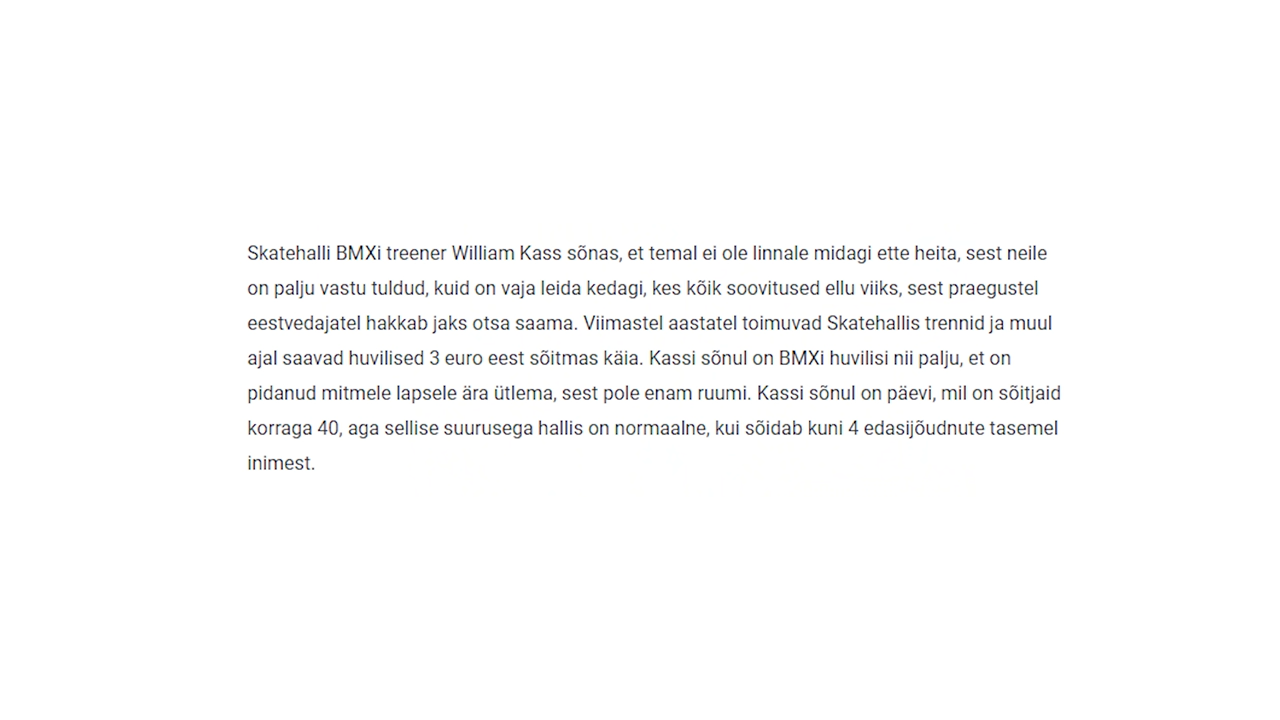 Skatehalli BMXi treener William Kass sõnas, et temal ei ole linnale midagi ette heita, sest neile
on palju vastu tuldud, kuid on vaja leida kedagi, kes kõik soovitused ellu viiks, sest praegustel
eestvedajatel hakkab jaks otsa saama. Viimastel aastatel toimuvad Skatehallis trennid ja muul
ajal saavad huvilised 3 euro eest sõitmas käia. Kassi sõnul on BMXi huvilisi nii palju, et on
pidanud mitmele lapsele ära ütlema, sest pole enam ruumi. Kassi sõnul on päevi, mil on sõitjaid
korraga 40, aga sellise suurusega hallis on normaalne, kui sõidab kuni 4 edasijõudnute tasemel
inimest.